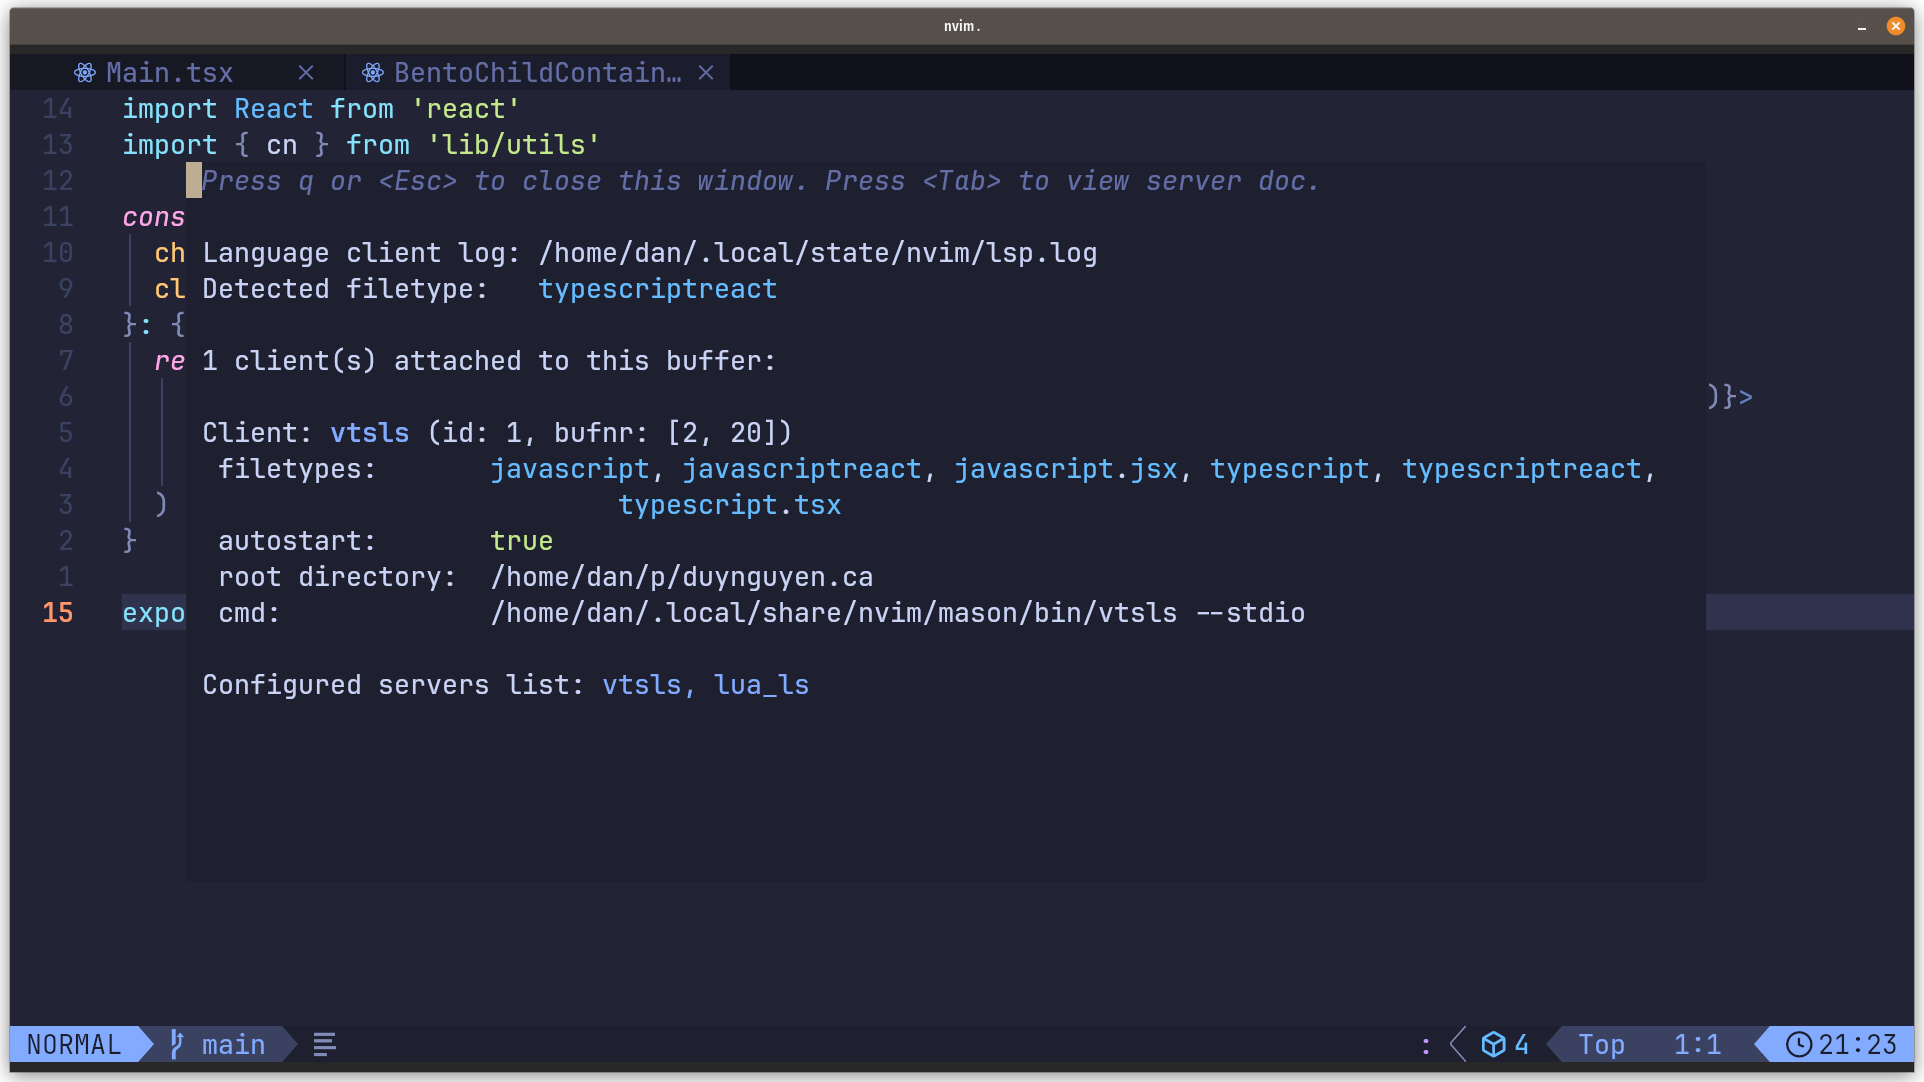 nvim .
Main.tsx BentoChildContain…
14 import React from 'react'
13 import { cn } from 'lib/utils'
12 Press q or <Esc> to close this window. Press <Tab> to view server doc.
11 cons
10 ch Language client log: /home/dan/.local/state/nvim/lsp.log
9 cl Detected filetype: typescriptreact
8 }: {
7 re 1 client(s) attached to this buffer:
6 )}>
5 Client: vtsls (id: 1, bufnr: [2, 20])
4 filetypes: javascript, javascriptreact, javascript.jsx, typescript, typescriptreact,
3 ) typescript.tsx
2 } autostart: true
1 root directory: /home/dan/p/duynguyen.ca
15 expo cmd: /home/dan/.local/share/nvim/mason/bin/vtsls --stdio
Configured servers list: vtsls, lua_ls
NORMAL main : 4 Top 1:1 21:23